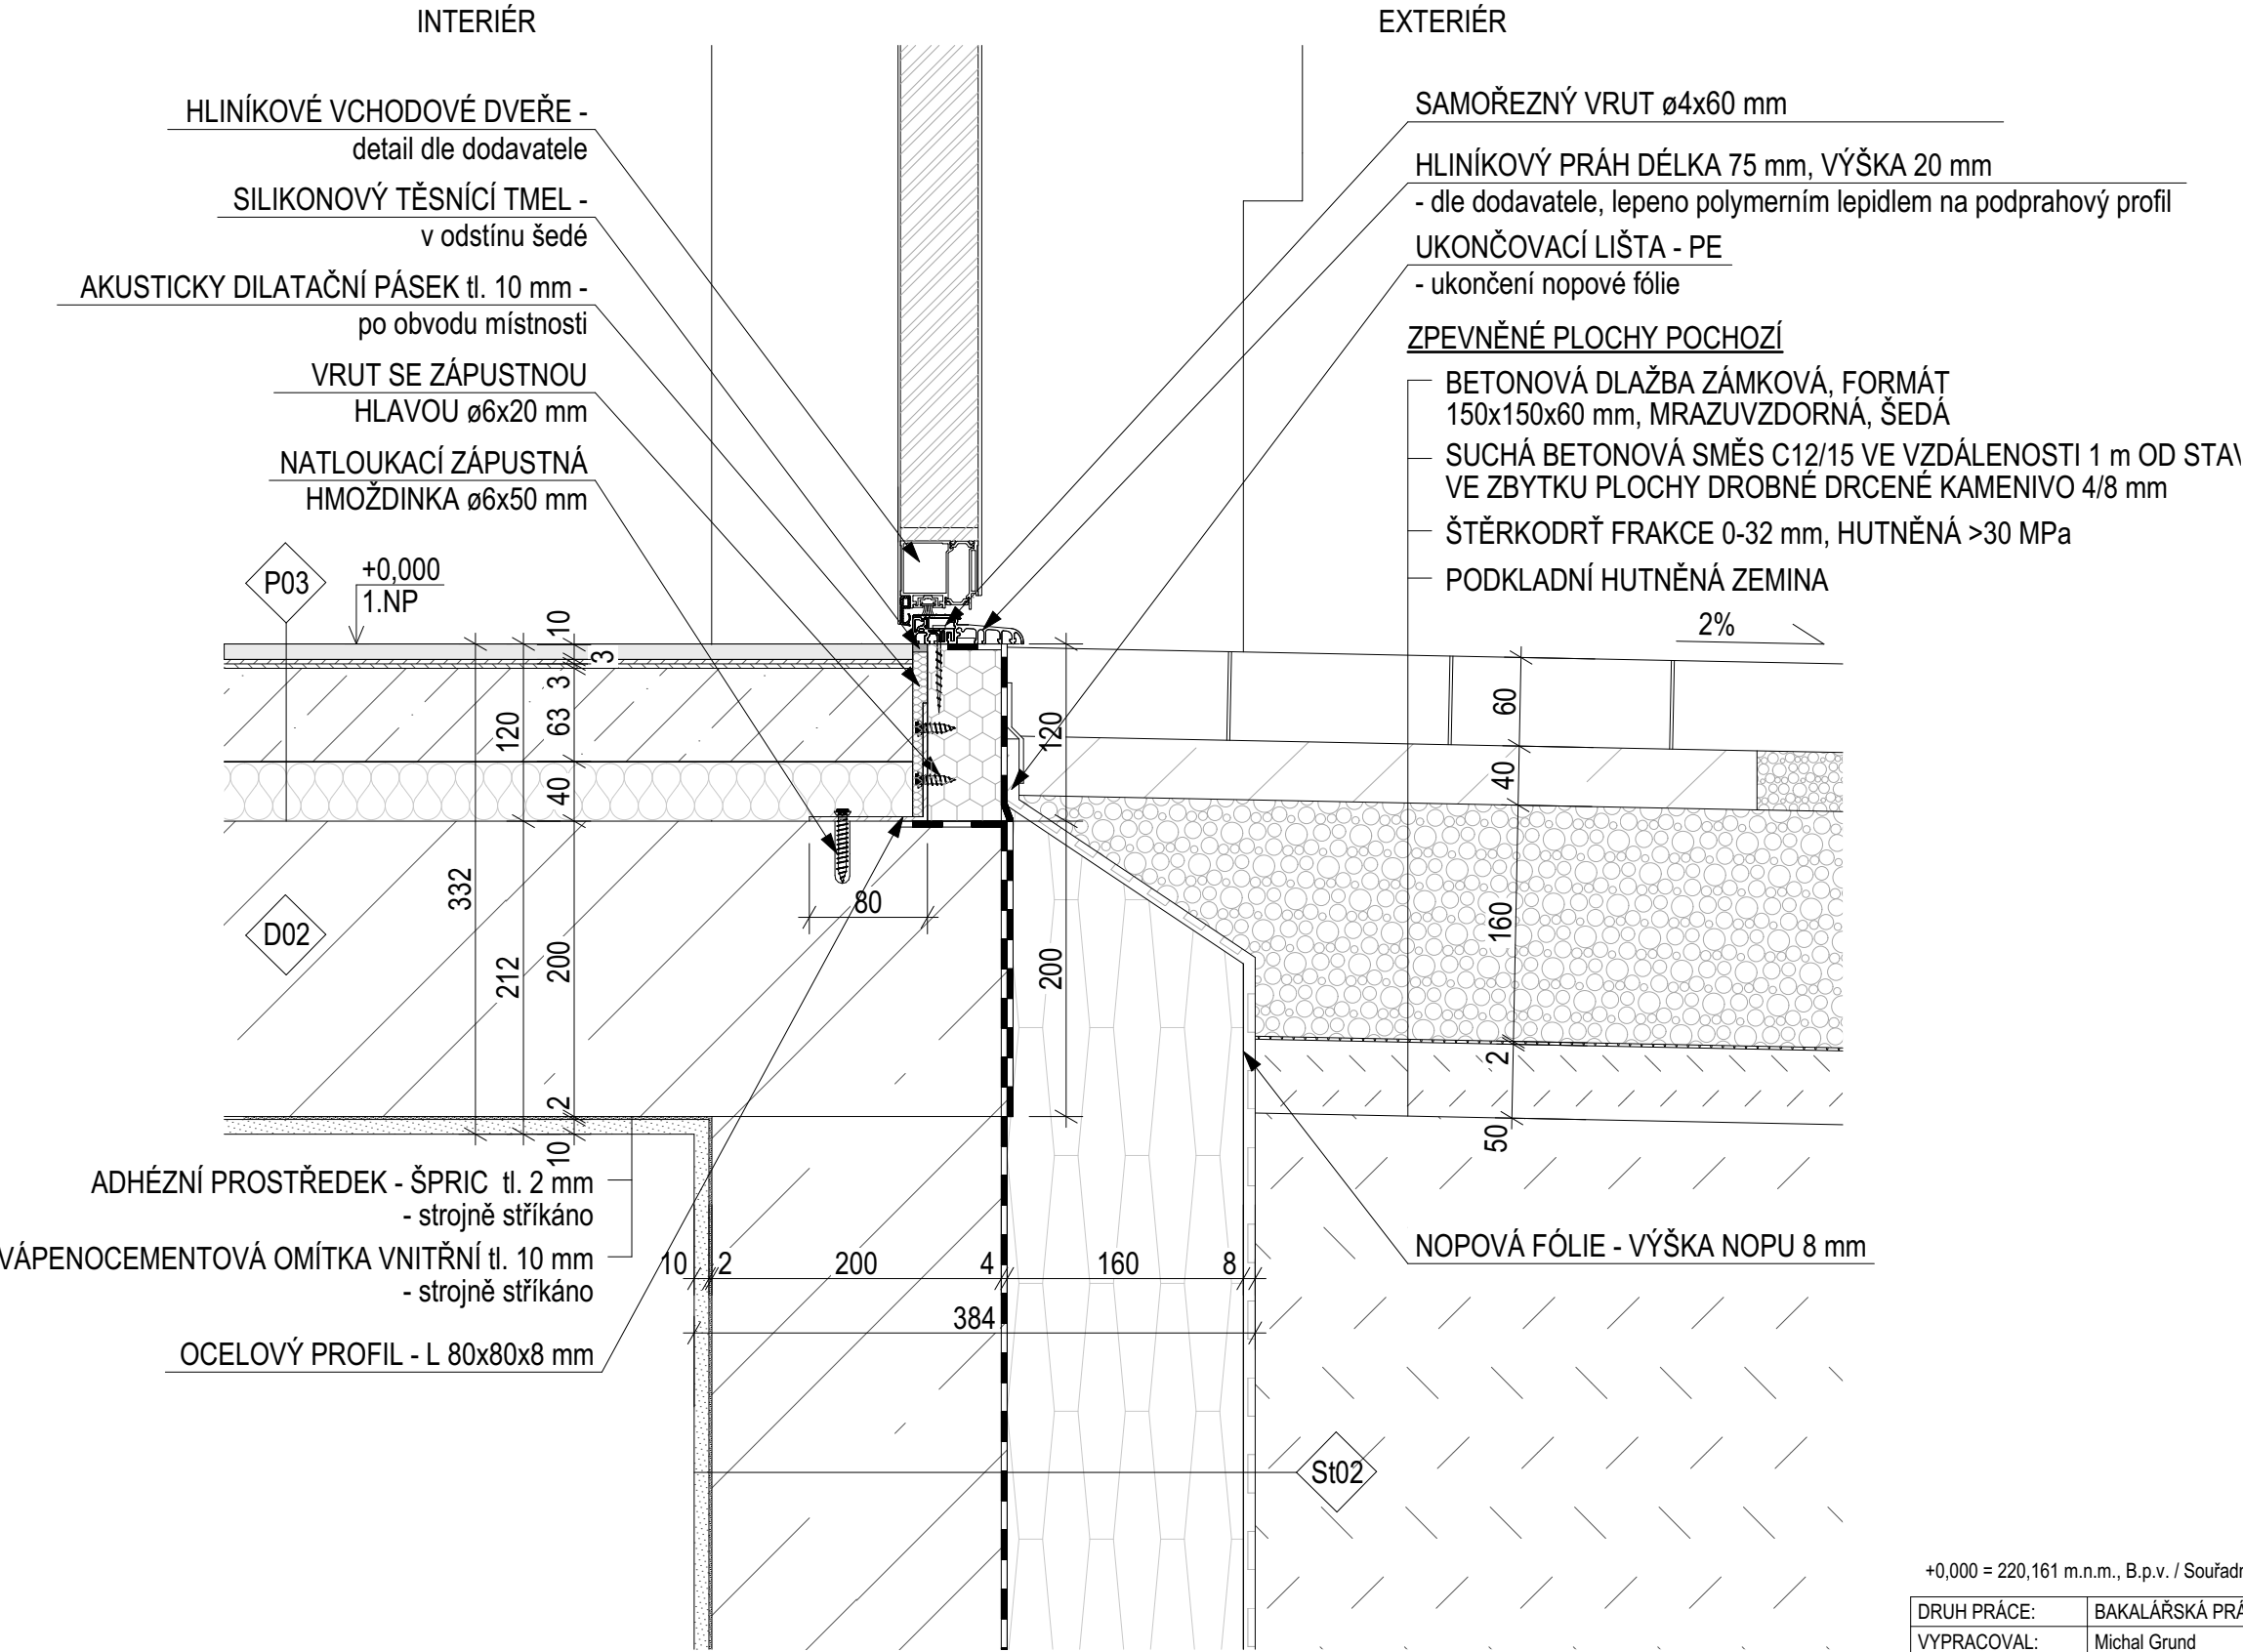 INTERIÉR
EXTERIÉR
HLINÍKOVÉ VCHODOVÉ DVEŘE -
detail dle dodavatele
SILIKONOVÝ TĚSNÍCÍ TMEL -
v odstínu šedé
AKUSTICKY DILATAČNÍ PÁSEK tl. 10 mm -
po obvodu místnosti
VRUT SE ZÁPUSTNOU
HLAVOU ø6x20 mm
NATLOUKACÍ ZÁPUSTNÁ
HMOŽDINKA ø6x50 mm
SAMOŘEZNÝ VRUT ø4x60 mm
HLINÍKOVÝ PRÁH DÉLKA 75 mm, VÝŠKA 20 mm
- dle dodavatele, lepeno polymerním lepidlem na podprahový profil
UKONČOVACÍ LIŠTA - PE
- ukončení nopové fólie
ZPEVNĚNÉ PLOCHY POCHOZÍ
BETONOVÁ DLAŽBA ZÁMKOVÁ, FORMÁT
150x150x60 mm, MRAZUVZDORNÁ, ŠEDÁ
SUCHÁ BETONOVÁ SMĚS C12/15 VE VZDÁLENOSTI 1 m OD
VE ZBYTKU PLOCHY DROBNÉ DRCENÉ KAMENIVO 4/8 mm
ŠTĚRKODRŤ FRAKCE 0-32 mm, HUTNĚNÁ >30 MPa
PODKLADNÍ HUTNĚNÁ ZEMINA
2%
P03
+0,000
1.NP
10
3
3
63
120
40
332
212
200
2
10
80
120
200
60
40
160
2
50
D02
ADHÉZNÍ PROSTŘEDEK - ŠPRIC tl. 2 mm
- strojně stříkáno
VÁPENOCEMENTOVÁ OMÍTKA VNITŘNÍ tl. 10 mm
- strojně stříkáno
OCELOVÝ PROFIL - L 80x80x8 mm
10 2 200 4 160 8
384
NOPOVÁ FÓLIE - VÝŠKA NOPU 8 mm
St02
+0,000 = 220,161 m.n.m., B.p.v. /
DRUH PRÁCE: BAKALÁŘSKÁ
VYPRACOVAL: Michal Grund